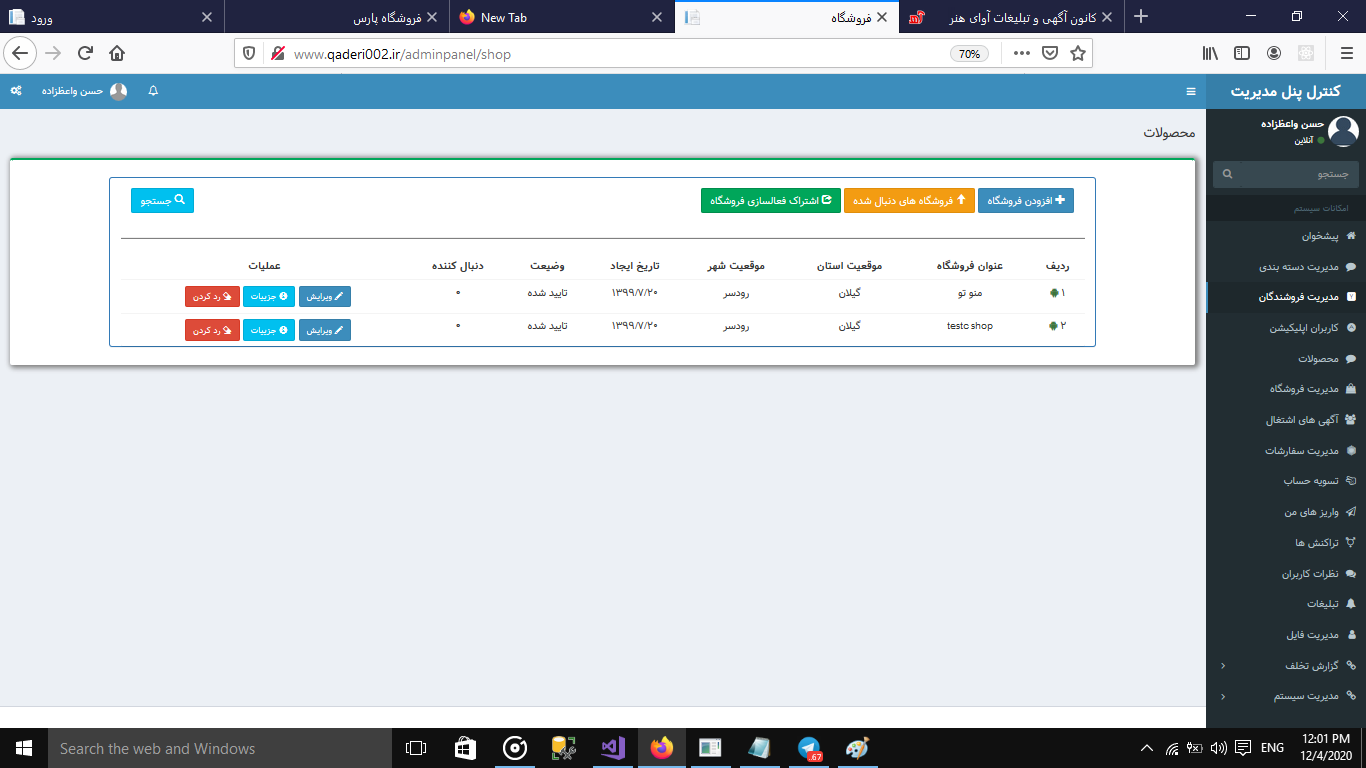 ورود
فروشگاه پارس
New Tab
فروشگاه
کانون آگهی و تبلیغات آوای هنر
www.qaderi002.ir/adminpanel/shop
70%
کنترل پنل مدیریت
حسن واعظزاده
حسن واعظزاده
آنلاین
جستجو
امکانات سیستم
پیشخوان
مدیریت دسته بندی
مدیریت فروشندگان
کاربران اپلیکیشن
محصولات
مدیریت فروشگاه
آگهی های اشتغال
مدیریت سفارشات
تسویه حساب
واریز های من
تراکنش ها
نظرات کاربران
تبلیغات
مدیریت فایل
گزارش تخلف
مدیریت سیستم
محصولات
افزودن فروشگاه فروشگاه های دنبال شده اشتراک فعالسازی فروشگاه جستجو
ردیف عنوان فروشگاه موقعیت استان موقعیت شهر تاریخ ایجاد وضیعت دنبال کننده عملیات
۱ منو تو گیلان رودسر ۱۳۹۹/۷/۲۰ تایید شده ۰ ویرایش جزییات رد کردن
۲ testc shop گیلان رودسر ۱۳۹۹/۷/۲۰ تایید شده ۰ ویرایش جزییات رد کردن
Search the web and Windows
67
ENG
12:01 PM
12/4/2020